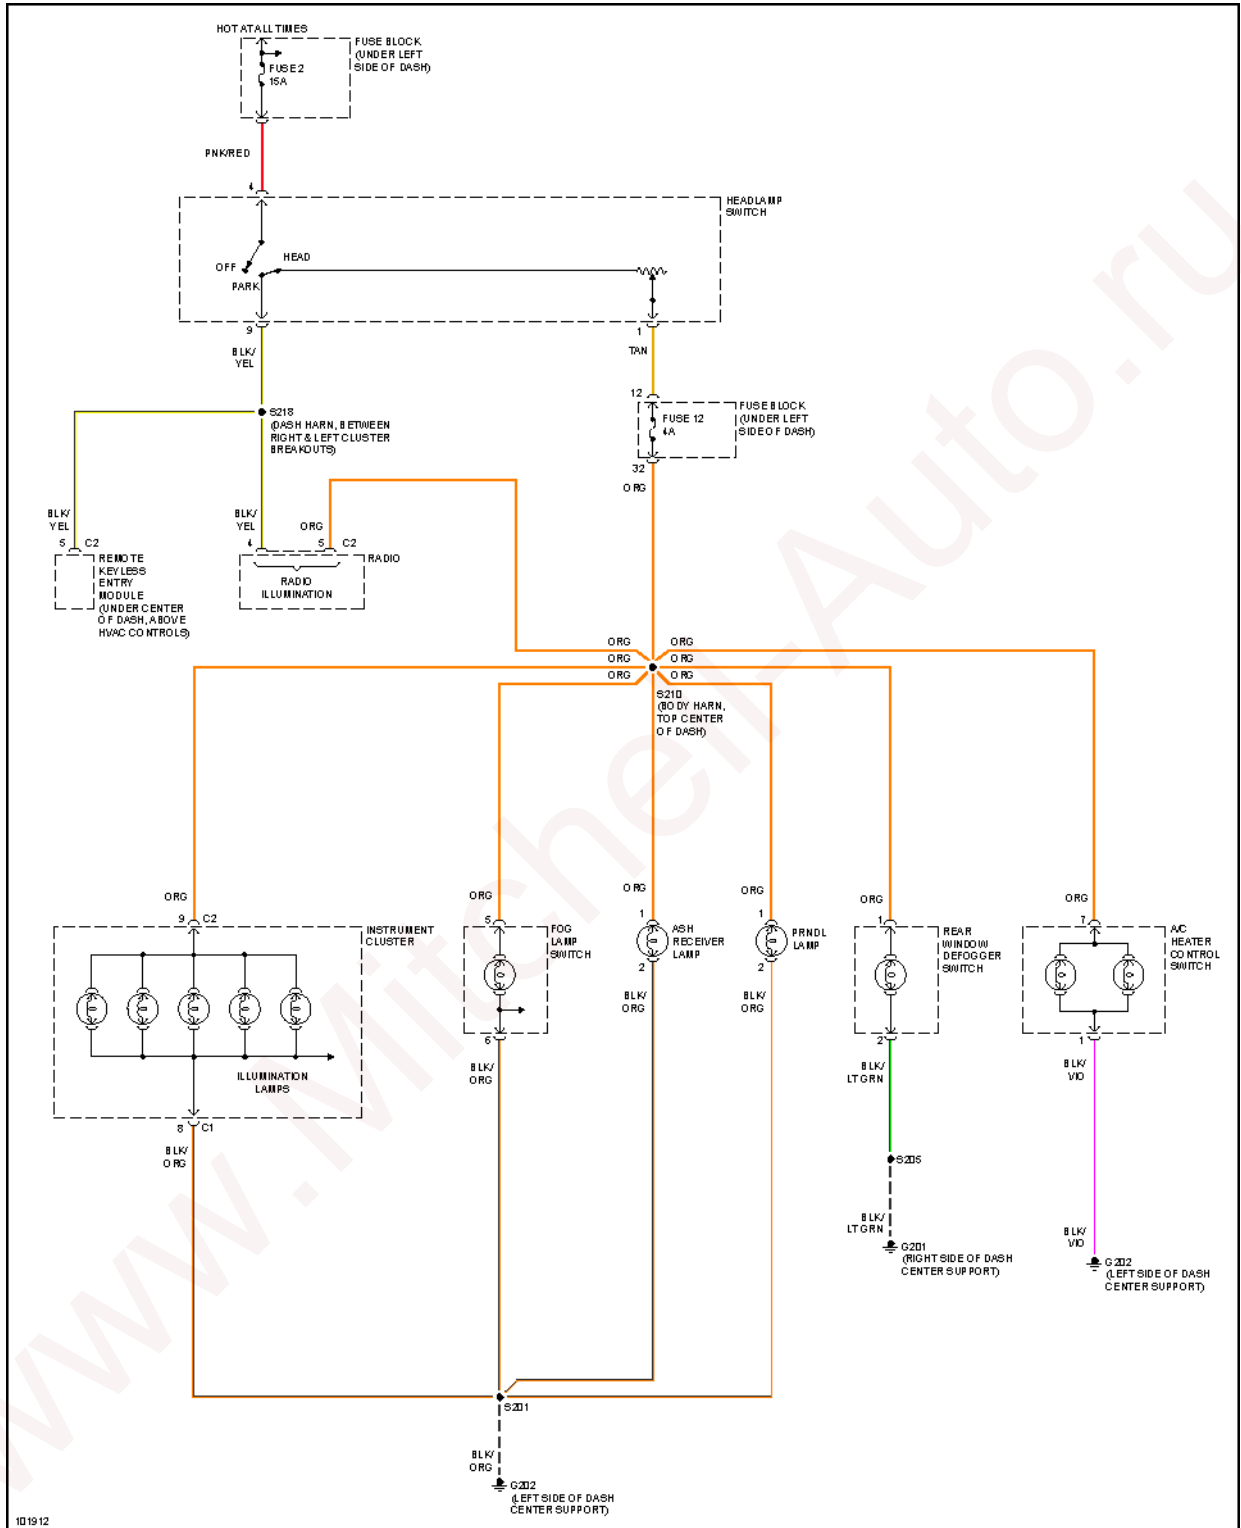 HOT AT ALL TIMES
FUSE BLOCK
(UNDER LEFT
SIDE OF DASH)
FUSE 2
15A
PNK/RED
4
HEADLAMP
SWITCH
OFF
HEAD
PARK
9
1
BLK/
YEL
TAN
12
FUSE BLOCK
(UNDER LEFT
SIDE OF DASH)
FUSE 12
4A
32
ORG
S218
(DASH HARN, BETWEEN
RIGHT & LEFT CLUSTER
BREAKOUTS)
BLK/
YEL
BLK/
YEL
ORG
5 C2
4
5 C2
REMOTE
KEYLESS
ENTRY
MODULE
(UNDER CENTER
OF DASH, ABOVE
HVAC CONTROLS)
RADIO
RADIO
ILLUMINATION
ORG ORG
ORG ORG
ORG ORG
S210
(BODY HARN,
TOP CENTER
OF DASH)
ORG
ORG
ORG
ORG
ORG
ORG
9 C2
5
1
1
1
7
INSTRUMENT
CLUSTER
FOG
LAMP
SWITCH
ASH
RECEIVER
LAMP
PRNDL
LAMP
REAR
WINDOW
DEFOGGER
SWITCH
A/C
HEATER
CONTROL
SWITCH
2
2
BLK/
ORG
BLK/
ORG
6
2
1
ILLUMINATION
LAMPS
BLK/
ORG
BLK/
LT GRN
BLK/
VIO
8 C1
BLK/
ORG
S205
BLK/
LT GRN
BLK/
VIO
G201
(RIGHT SIDE OF DASH
CENTER SUPPORT)
G202
(LEFT SIDE OF DASH
CENTER SUPPORT)
S201
BLK/
ORG
G202
(LEFT SIDE OF DASH
CENTER SUPPORT)
101912
www.Mitchell-Auto.ru